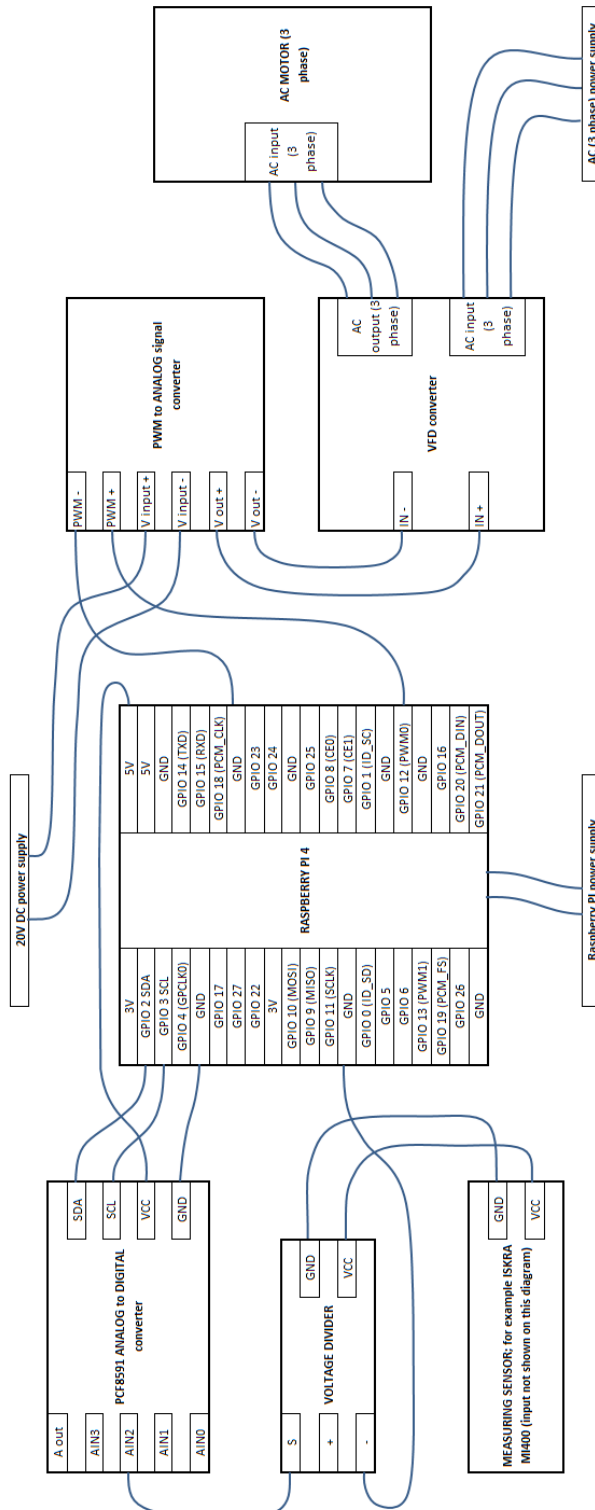 PCF8591 ANALOG to DIGITAL
converter
A out
AIN3
AIN2
AIN1
AIN0
SDA
SCL
VCC
GND
VOLTAGE DIVIDER
S
+
-
GND
VCC
MEASURING SENSOR; for example ISKRA
MI400 (input not shown on this diagram)
GND
VCC
20V DC power supply
RASPBERRY PI 4
3V
GPIO 2 SDA
GPIO 3 SCL
GPIO 4 (GPCLK0)
GND
GPIO 17
GPIO 27
GPIO 22
3V
GPIO 10 (MOSI)
GPIO 9 (MISO)
GPIO 11 (SCLK)
GND
GPIO 0 (ID_SD)
GPIO 5
GPIO 6
GPIO 13 (PWM1)
GPIO 19 (PCM_FS)
GPIO 26
GND
5V
5V
GND
GPIO 14 (TXD)
GPIO 15 (RXD)
GPIO 18 (PCM_CLK)
GND
GPIO 23
GPIO 24
GND
GPIO 25
GPIO 8 (CE0)
GPIO 7 (CE1)
GPIO 1 (ID_SC)
GND
GPIO 12 (PWM0)
GND
GPIO 16
GPIO 20 (PCM_DIN)
GPIO 21 (PCM_DOUT)
Raspberry PI power supply
PWM to ANALOG signal
converter
PWM -
PWM +
V input +
V input -
V out +
V out -
VFD converter
IN -
IN +
AC
output (3
phase)
AC input
(3
phase)
AC MOTOR (3
phase)
AC input
(3
phase)
AC (3 phase) power supply